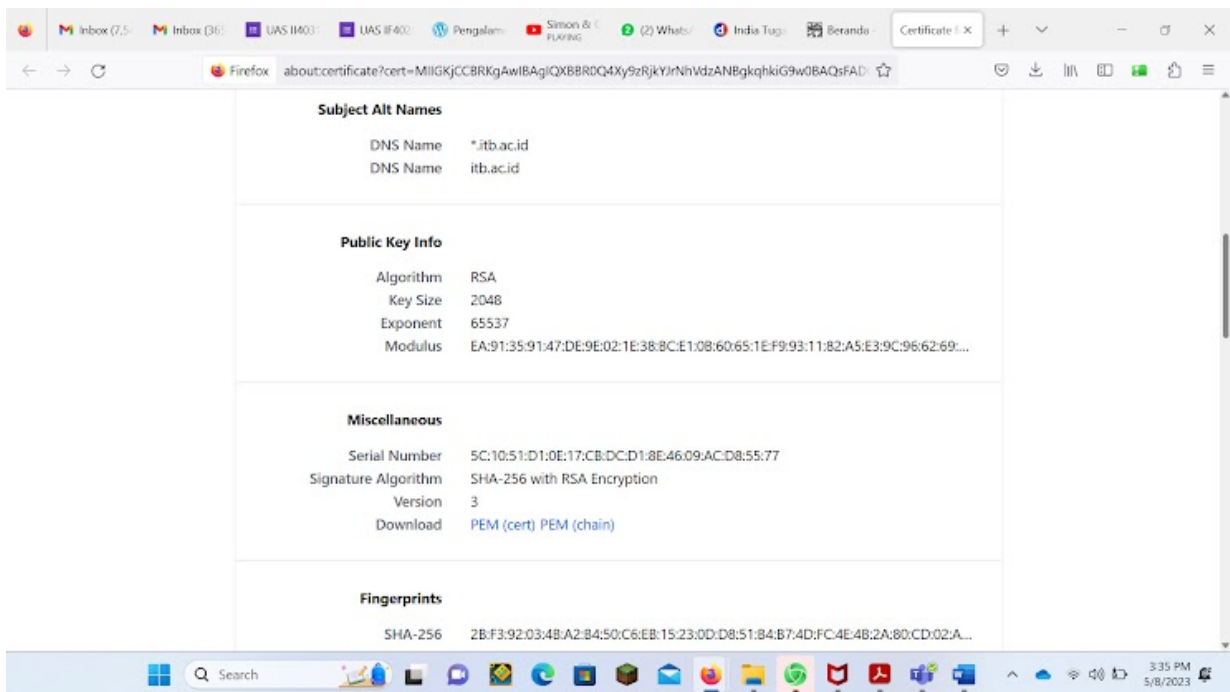 Inbox (7,5
Inbox (36
UAS II403
UAS IF402
Pengalam
Simon &
PLAYING
(2) Whats
India Tug
Beranda -
Certificate
Firefox
Subject Alt Names
DNS Name *.itb.ac.id
DNS Name itb.ac.id
Public Key Info
Algorithm RSA
Key Size 2048
Exponent 65537
Modulus EA:91:35:91:47:DE:9E:02:1E:38:BC:E1:0B:60:65:1E:F9:93:11:82:A5:E3:9C:96:62:69:...
Miscellaneous
Serial Number 5C:10:51:D1:0E:17:CB:DC:D1:8E:46:09:AC:D8:55:77
Signature Algorithm SHA-256 with RSA Encryption
Version 3
Download PEM (cert) PEM (chain)
Fingerprints
SHA-256 2B:F3:92:03:4B:A2:B4:50:C6:EB:15:23:0D:D8:51:B4:B7:4D:FC:4E:4B:2A:80:CD:02:A...
Search
3:35 PM
5/8/2023